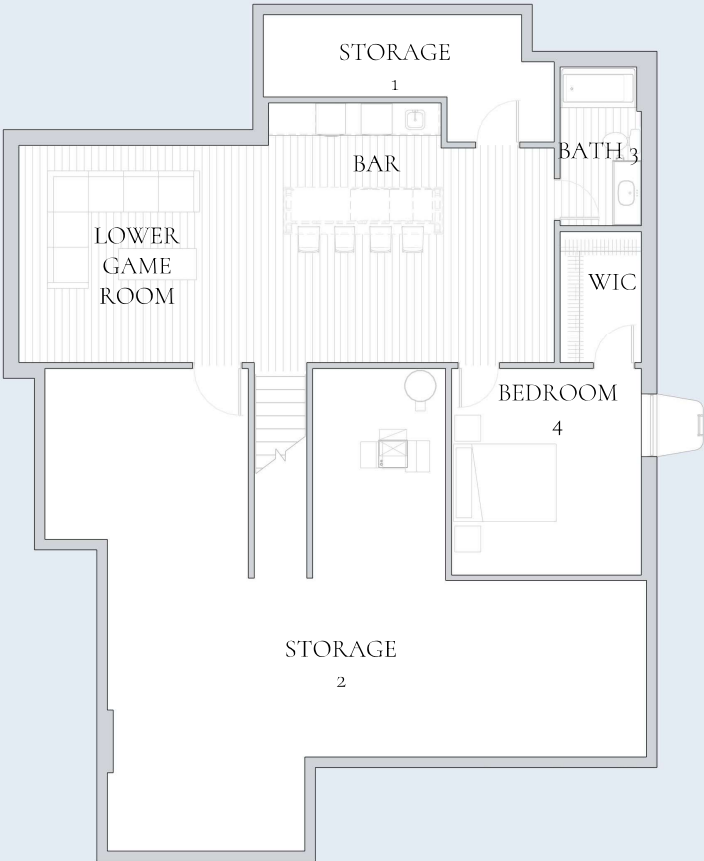 STORAGE
1
BAR
BATH 3
LOWER
GAME
ROOM
WIC
BEDROOM
4
STORAGE
2